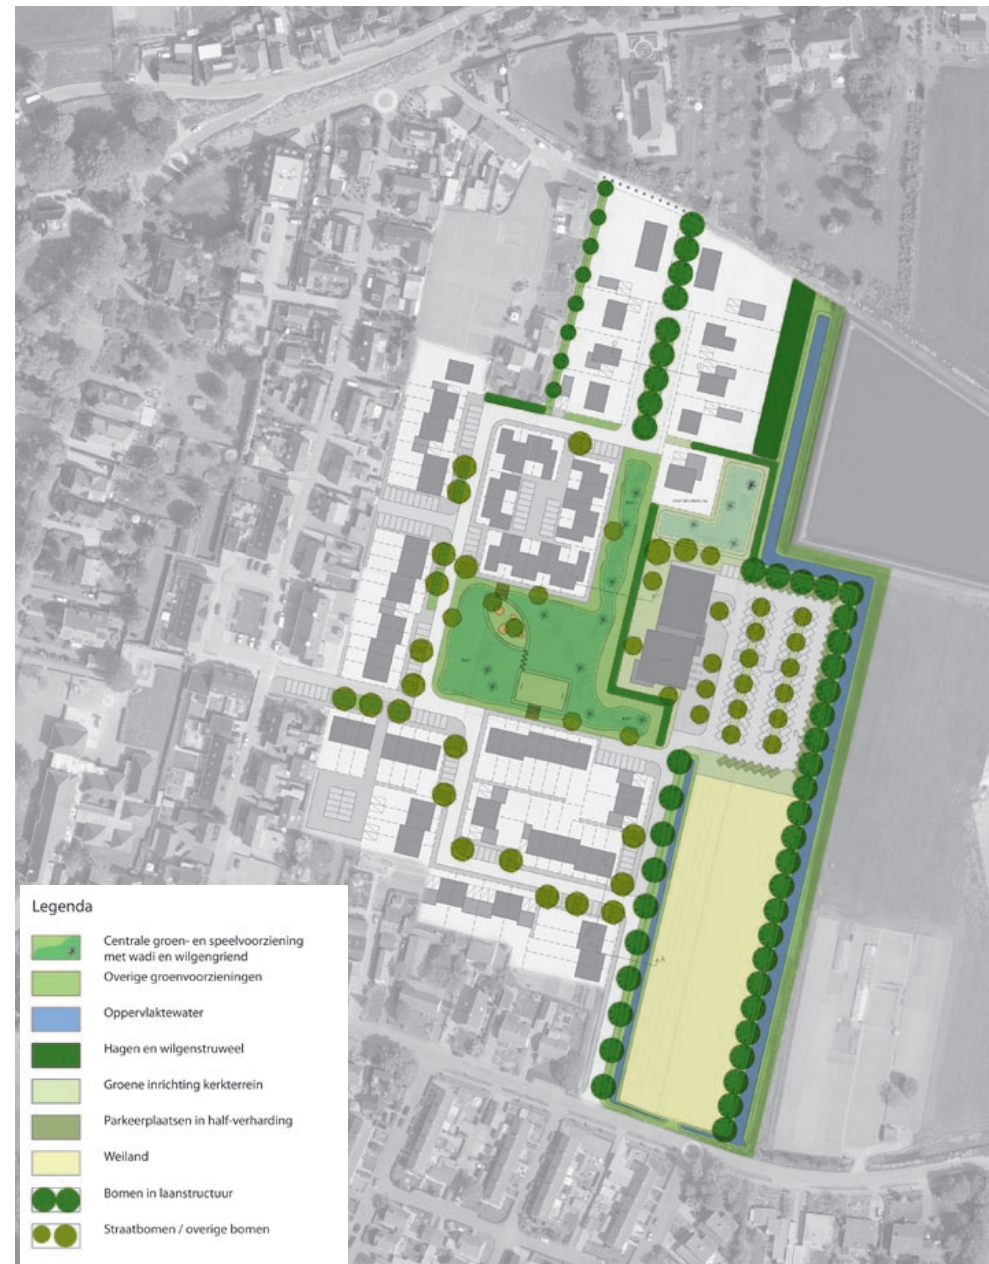 Legenda
Centrale groen- en speelvoorziening
met wadi en wilgengriend
Overige groenvoorzieningen
Oppervlaktewater
Hagen en wilgenstruweel
Groene inrichting kerkterrein
Parkeerplaatsen in half-verharding
Weiland
Bomen in laanstructuur
Straatbomen / overige bomen